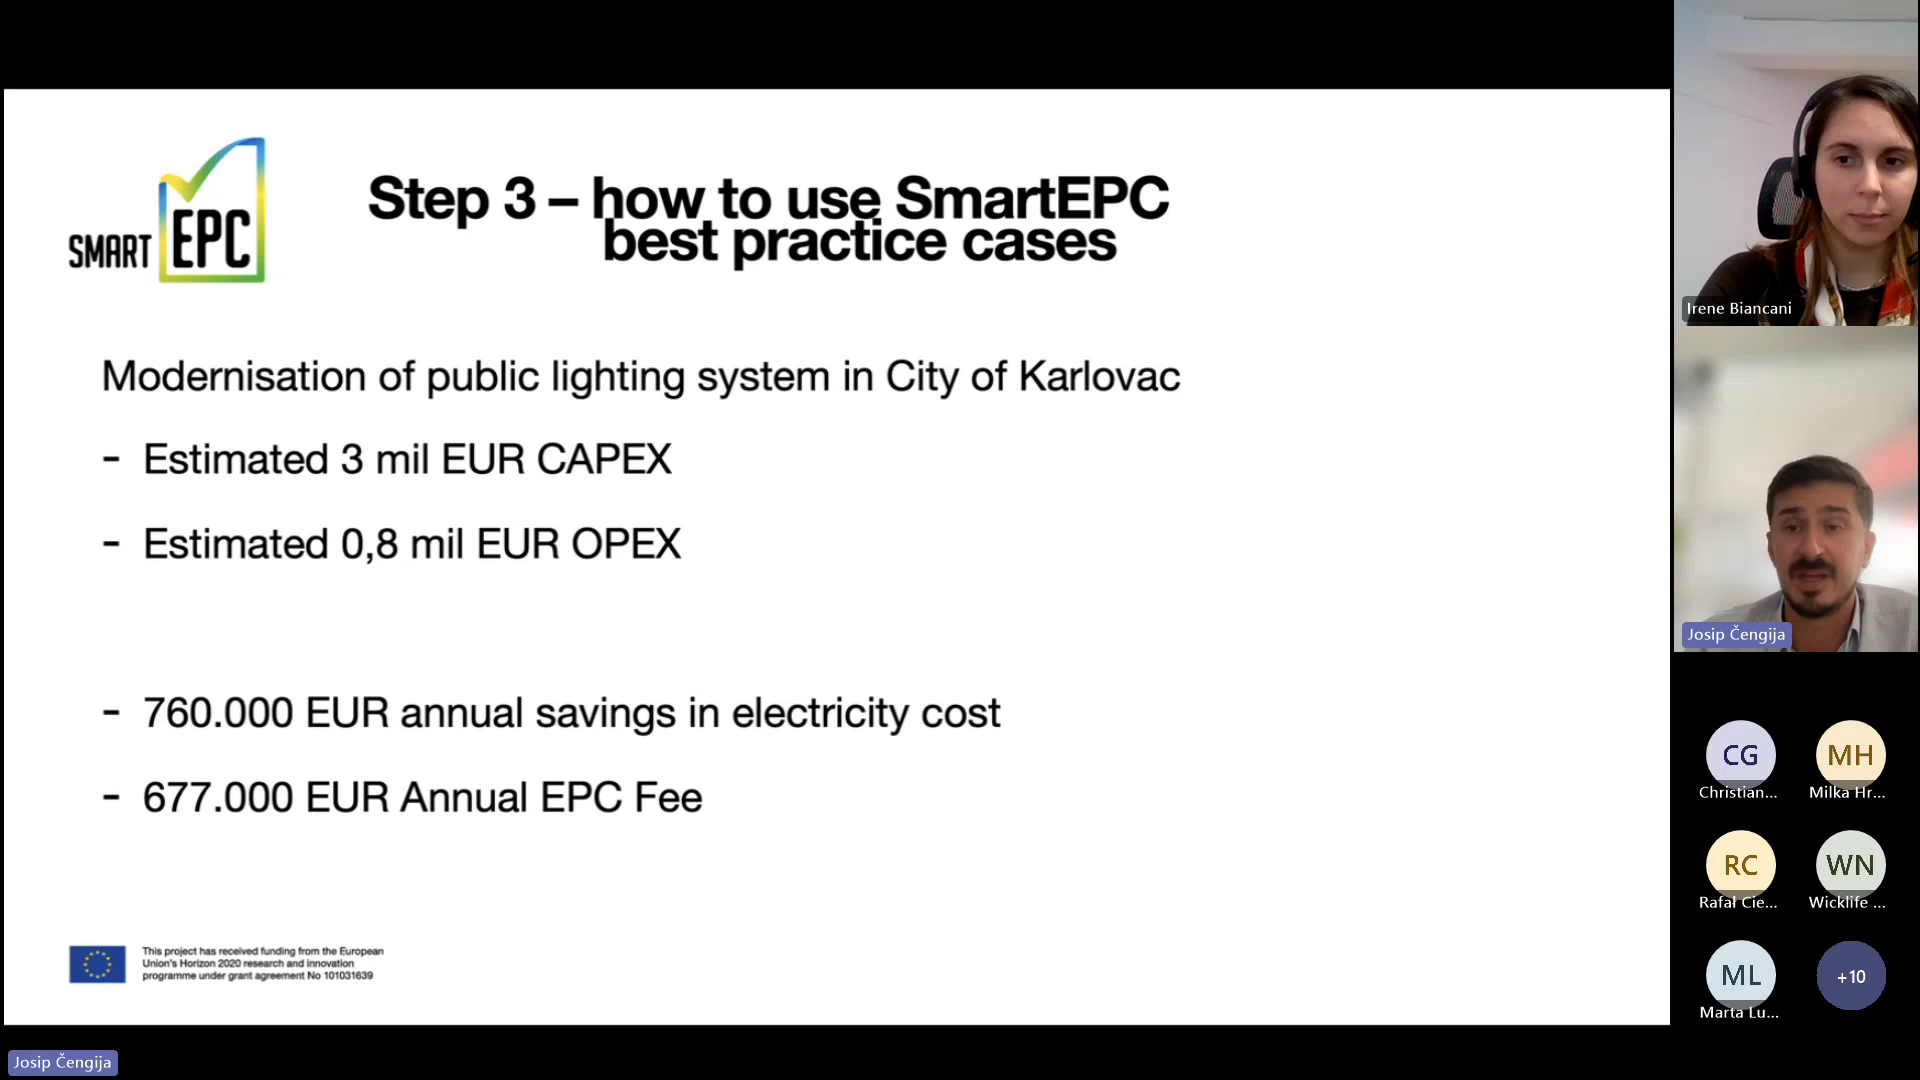 SMART EPC
Step 3 – how to use SmartEPC
best practice cases
Modernisation of public lighting system in City of Karlovac
- Estimated 3 mil EUR CAPEX
- Estimated 0,8 mil EUR OPEX
- 760.000 EUR annual savings in electricity cost
- 677.000 EUR Annual EPC Fee
This project has received funding from the European
Union's Horizon 2020 research and innovation
programme under grant agreement No 101031639
Josip Čengija
Irene Biancani
Josip Čengija
CG
MH
Christian...
Milka Hr...
RC
WN
Rafał Cie...
Wicklife ...
ML
+10
Marta Lu...